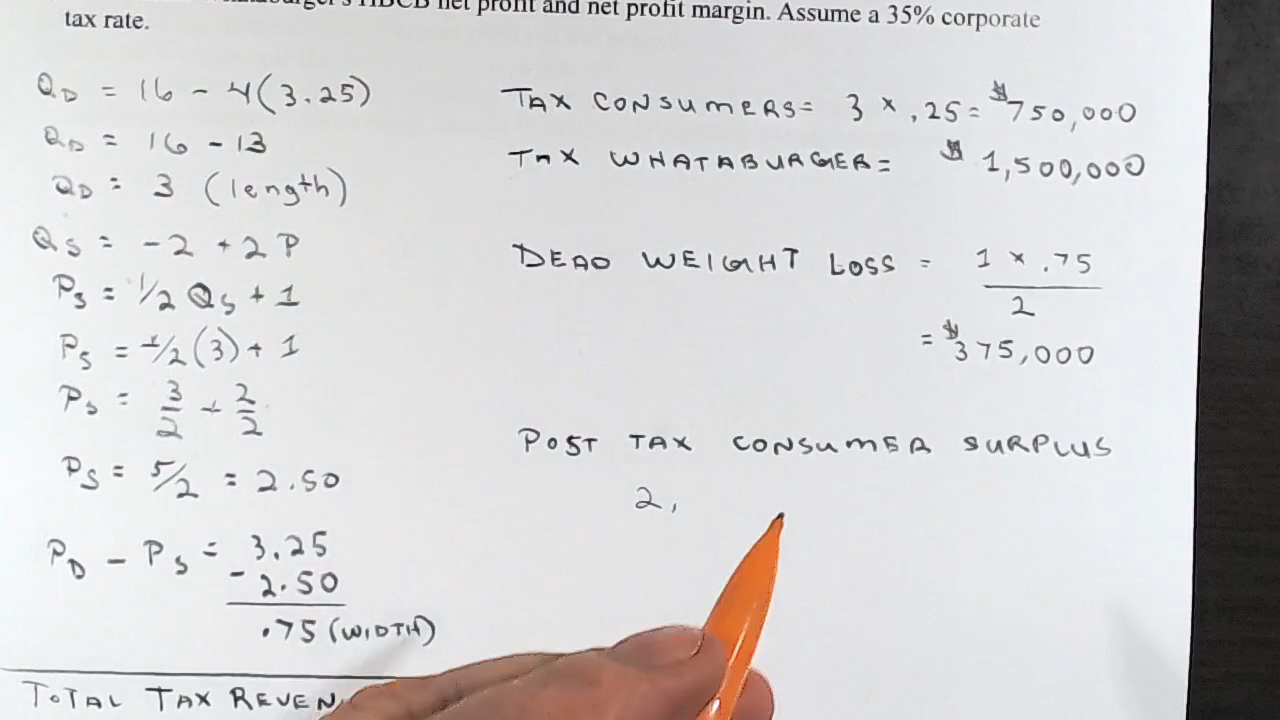 net profit and net profit margin. Assume a 35% corporate
tax rate.
QD = 16 - 4(3.25)
QD = 16 - 13
QD = 3 (length)
QS = -2 + 2P
PS = 1/2 QS + 1
PS = 1/2 (3) + 1
PS = 3/2 + 2/2
PS = 5/2 = 2.50
PD - PS = 3.25
- 2.50
.75 (WIDTH)
TOTAL TAX REVEN
TAX CONSUMERS = 3 × .25 = $750,000
TAX WHATABURGER = $1,500,000
DEAD WEIGHT LOSS = 1 × .75
2
= $375,000
POST TAX CONSUMER SURPLUS
2,